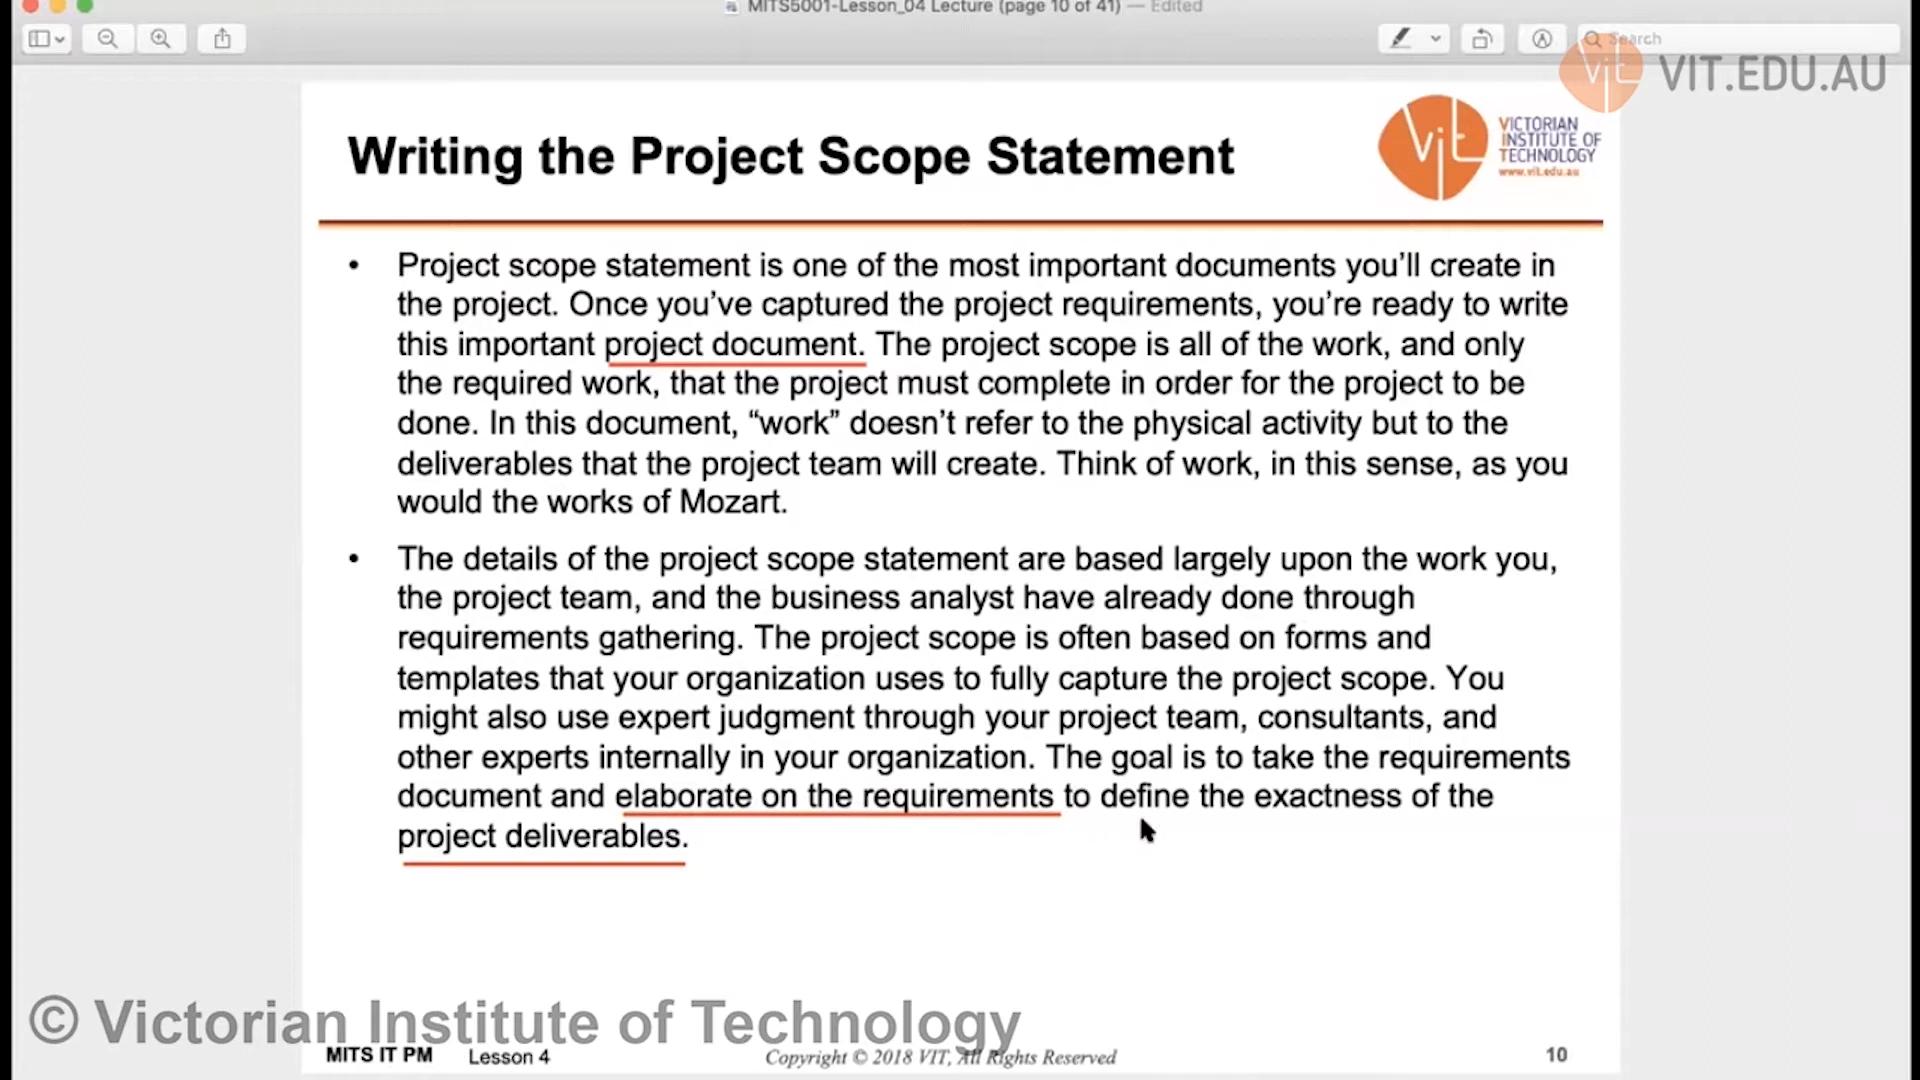 MITS5001-Lesson_04 Lecture (page 10 of 41) — Edited
Search
vit VIT.EDU.AU
Writing the Project Scope Statement
vit
VICTORIAN
INSTITUTE OF
TECHNOLOGY
www.vit.edu.au
• Project scope statement is one of the most important documents you’ll create in
the project. Once you’ve captured the project requirements, you’re ready to write
this important project document. The project scope is all of the work, and only
the required work, that the project must complete in order for the project to be
done. In this document, “work” doesn’t refer to the physical activity but to the
deliverables that the project team will create. Think of work, in this sense, as you
would the works of Mozart.
• The details of the project scope statement are based largely upon the work you,
the project team, and the business analyst have already done through
requirements gathering. The project scope is often based on forms and
templates that your organization uses to fully capture the project scope. You
might also use expert judgment through your project team, consultants, and
other experts internally in your organization. The goal is to take the requirements
document and elaborate on the requirements to define the exactness of the
project deliverables.
© Victorian Institute of Technology
MITS IT PM Lesson 4 Copyright © 2018 VIT, All Rights Reserved 10